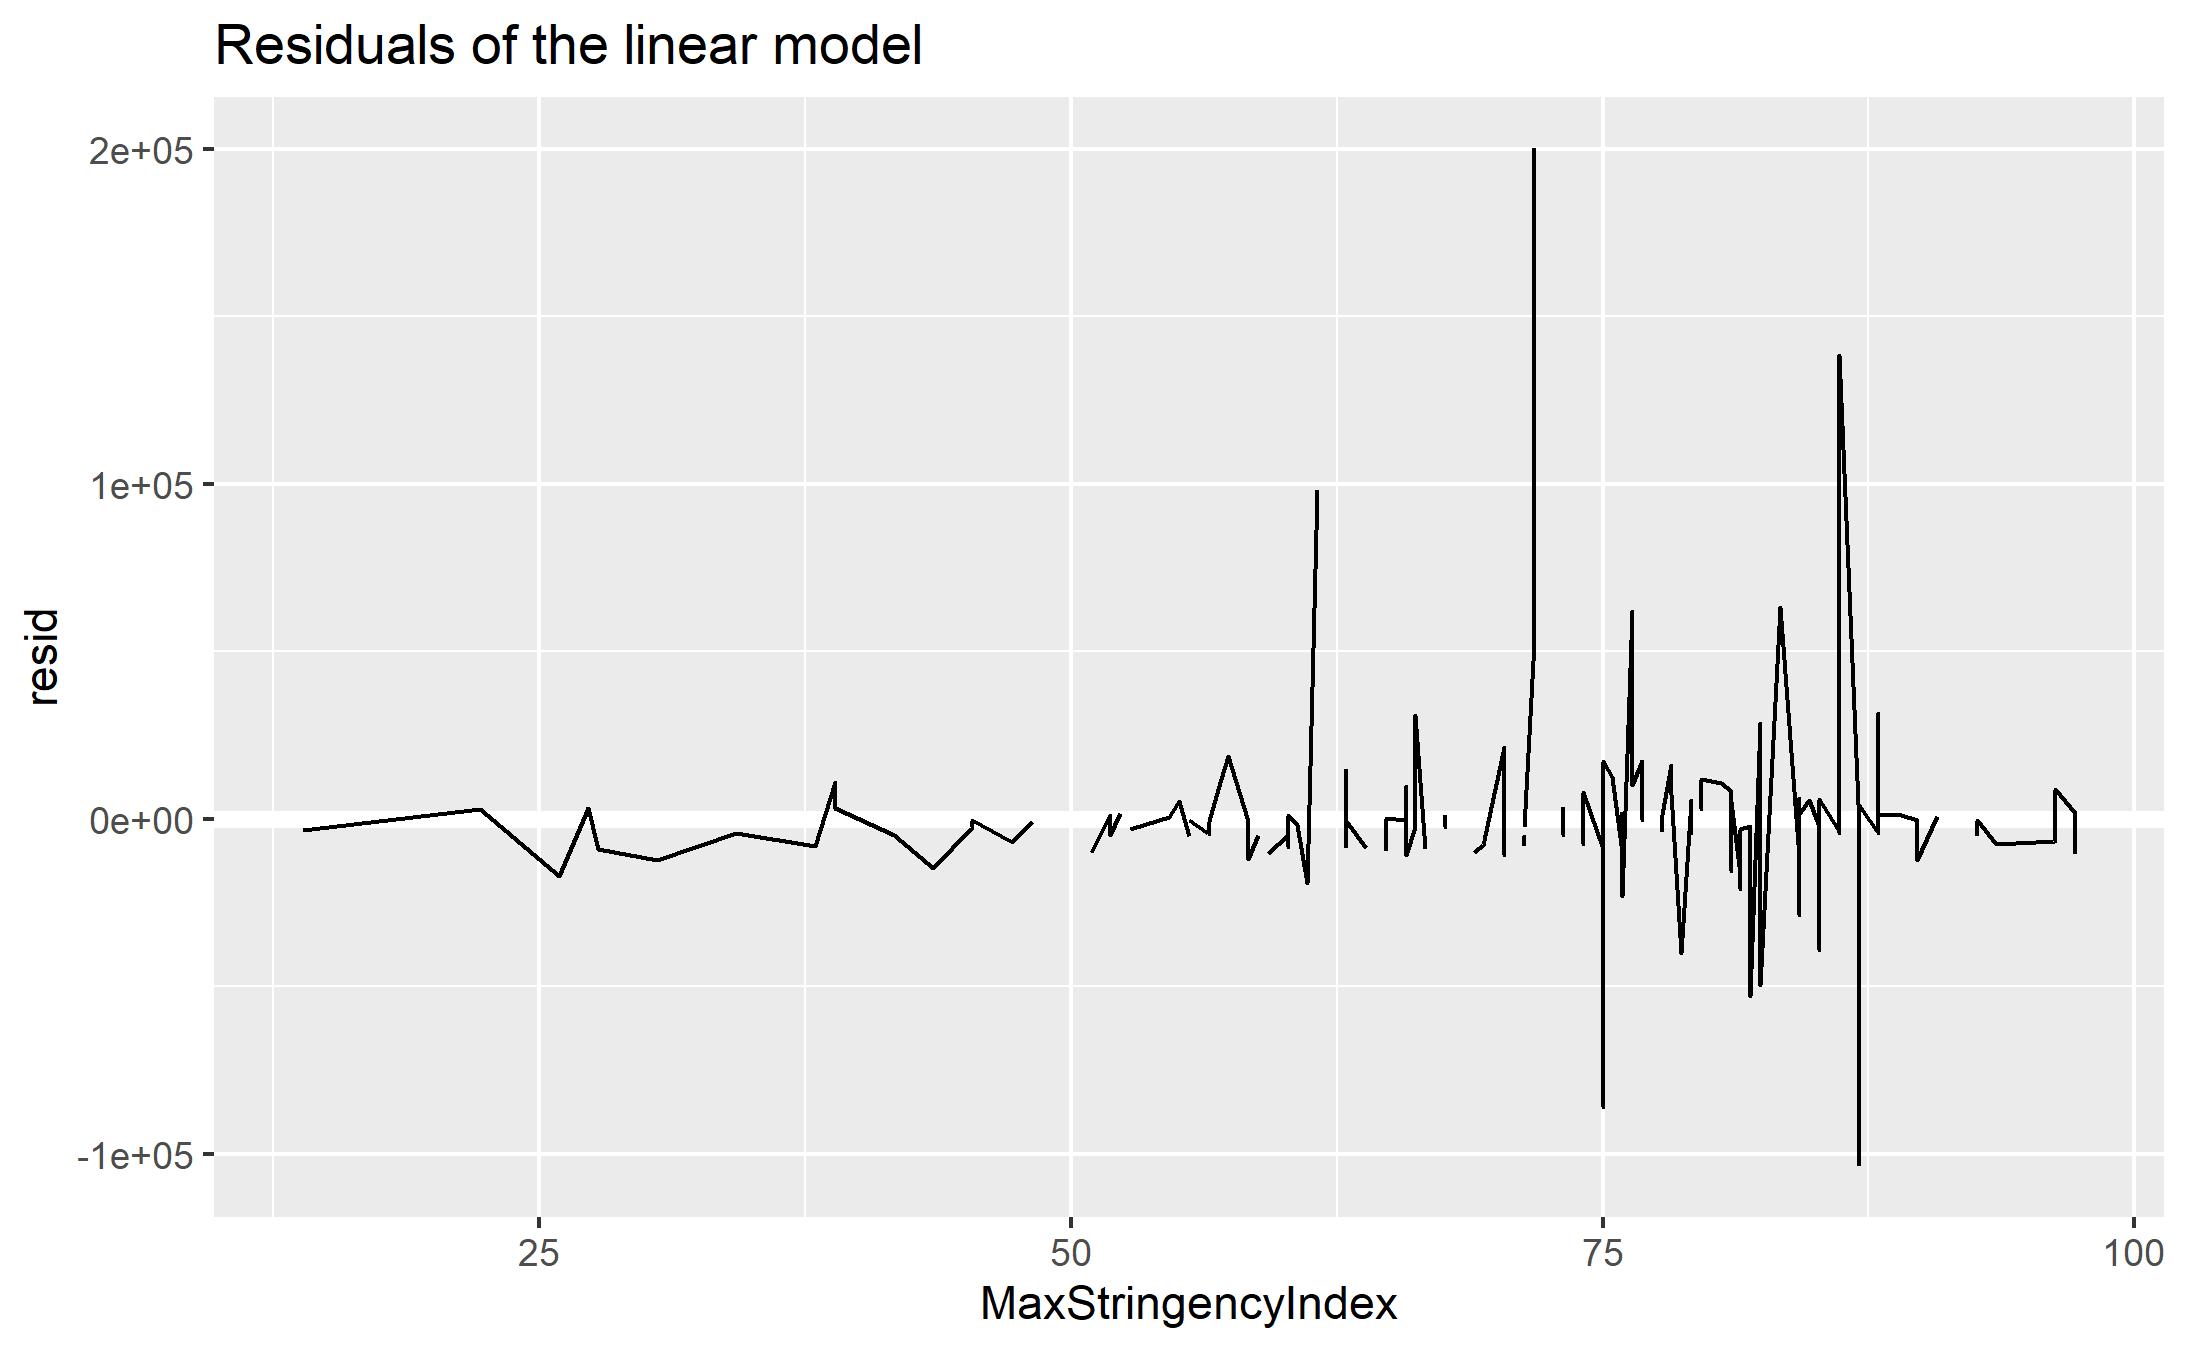 Residuals of the linear model
2e+05
1e+05
0e+00
-1e+05
resid
25 50 75 100
MaxStringencyIndex